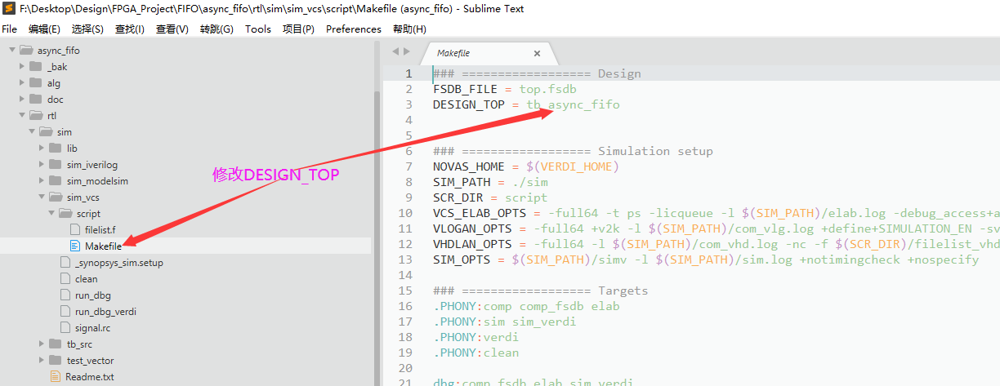 F:\Desktop\Design\FPGA_Project\FIFO\async_fifo\rtl\sim\sim_vcs\script\Makefile (async_fifo) - Sublime Text
File 编辑(E) 选择(S) 查找(I) 查看(V) 转跳(G) Tools 项目(P) Preferences 帮助(H)
async_fifo
_bak
alg
doc
rtl
sim
lib
sim_iverilog
sim_modelsim
sim_vcs
script
filelist.f
Makefile
_synopsys_sim.setup
clean
run_dbg
run_dbg_verdi
signal.rc
tb_src
test_vector
Readme.txt
修改DESIGN_TOP
Makefile
1 ### ================== Design
2 FSDB_FILE = top.fsdb
3 DESIGN_TOP = tb_async_fifo
4
5
6 ### ================== Simulation setup
7 NOVAS_HOME = $(VERDI_HOME)
8 SIM_PATH = ./sim
9 SCR_DIR = script
10 VCS_ELAB_OPTS = -full64 -t ps -licqueue -l $(SIM_PATH)/elab.log -debug_access+a
11 VLOGAN_OPTS = -full64 +v2k -l $(SIM_PATH)/com_vlg.log +define+SIMULATION_EN -sv
12 VHDLAN_OPTS = -full64 -l $(SIM_PATH)/com_vhd.log -nc -f $(SCR_DIR)/filelist_vhd
13 SIM_OPTS = $(SIM_PATH)/simv -l $(SIM_PATH)/sim.log +notimingcheck +nospecify
14
15 ### ================== Targets
16 .PHONY:comp comp_fsdb elab
17 .PHONY:sim sim_verdi
18 .PHONY:verdi
19 .PHONY:clean
20
21 dbg:comp_fsdb elab sim_verdi